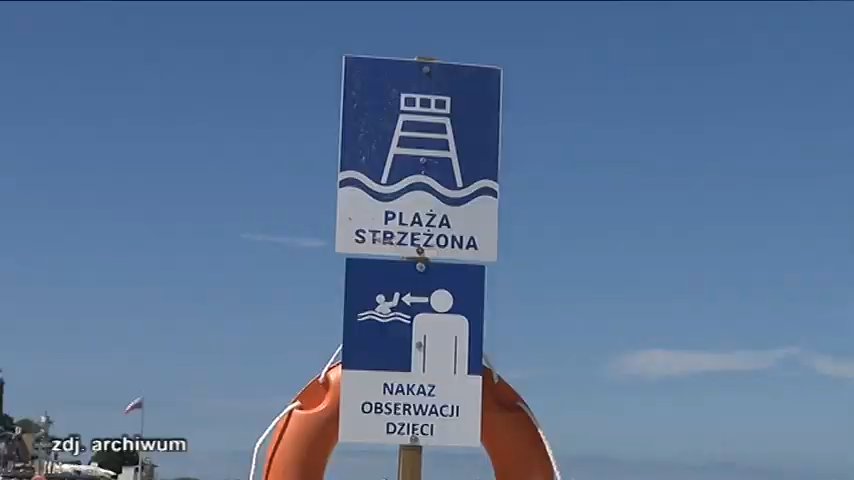 PLAŻA
STRZEŻONA
NAKAZ
OBSERWACJI
DZIECI
zdj. archiwum